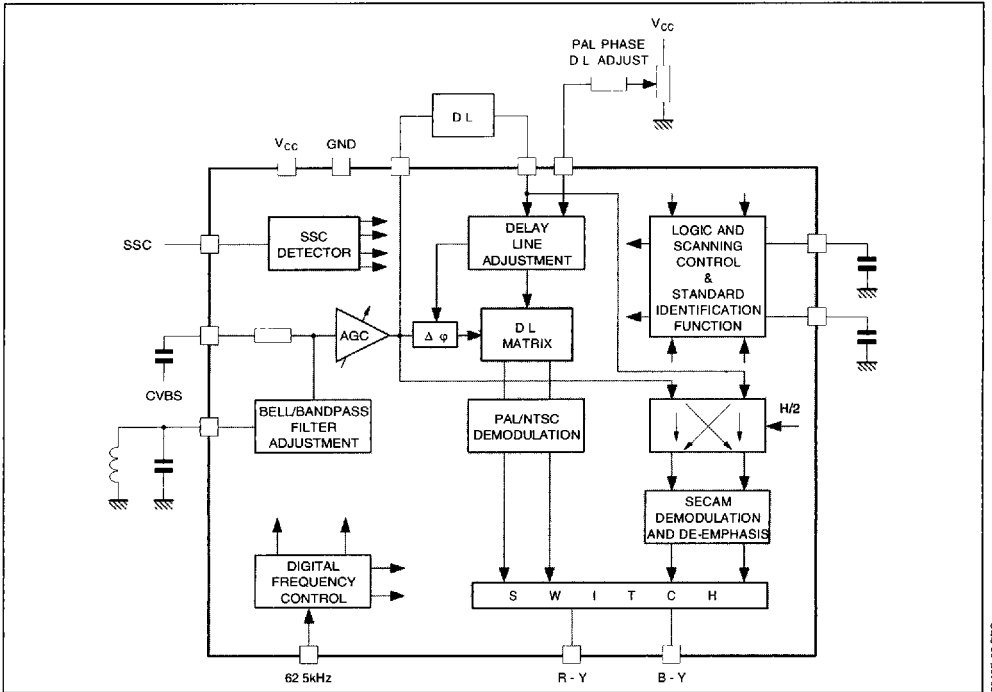 VCC
PAL PHASE
D L ADJUST
D L
VCC
GND
SSC
SSC
DETECTOR
DELAY
LINE
ADJUSTMENT
LOGIC AND
SCANNING
CONTROL
&
STANDARD
IDENTIFICATION
FUNCTION
AGC
Δ φ
D L
MATRIX
CVBS
BELL/BANDPASS
FILTER
ADJUSTMENT
PAL/NTSC
DEMODULATION
H/2
SECAM
DEMODULATION
AND DE-EMPHASIS
DIGITAL
FREQUENCY
CONTROL
S W I T C H
62 5kHz
R - Y
B - Y